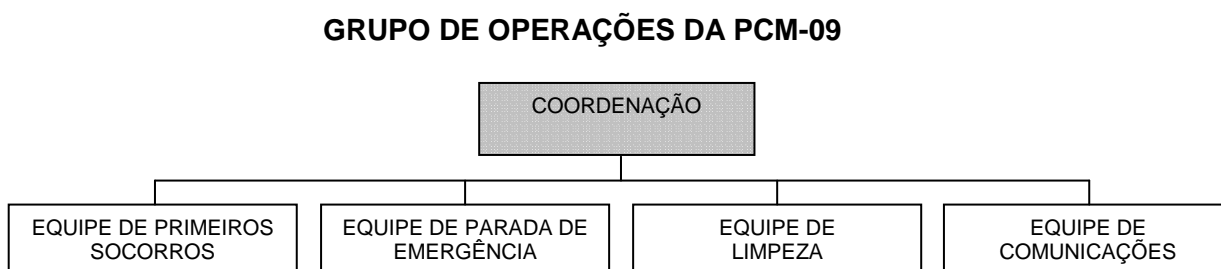 GRUPO DE OPERAÇÕES DA PCM-09
COORDENAÇÃO
EQUIPE DE PRIMEIROS
SOCORROS
EQUIPE DE PARADA DE
EMERGÊNCIA
EQUIPE DE
LIMPEZA
EQUIPE DE
COMUNICAÇÕES